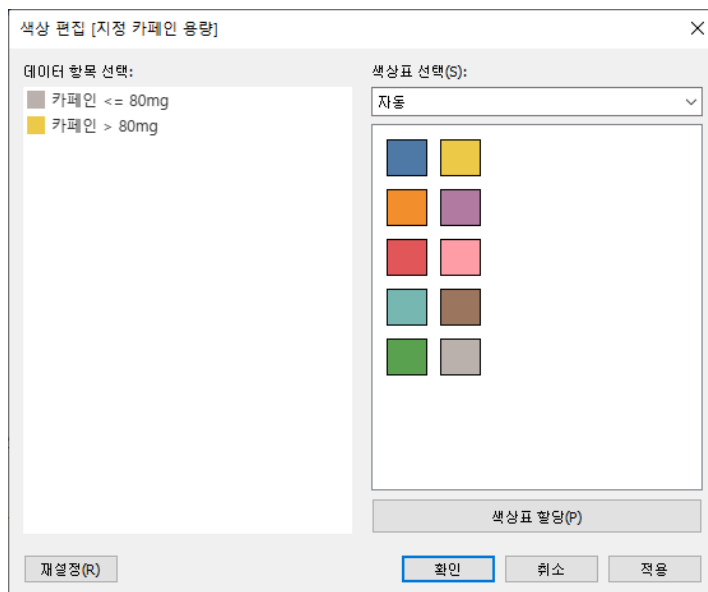 색상 편집 [지정 카페인 용량]
데이터 항목 선택:
카페인 <= 80mg
카페인 > 80mg
색상표 선택(S):
자동
색상표 할당(P)
재설정(R)
확인
취소
적용